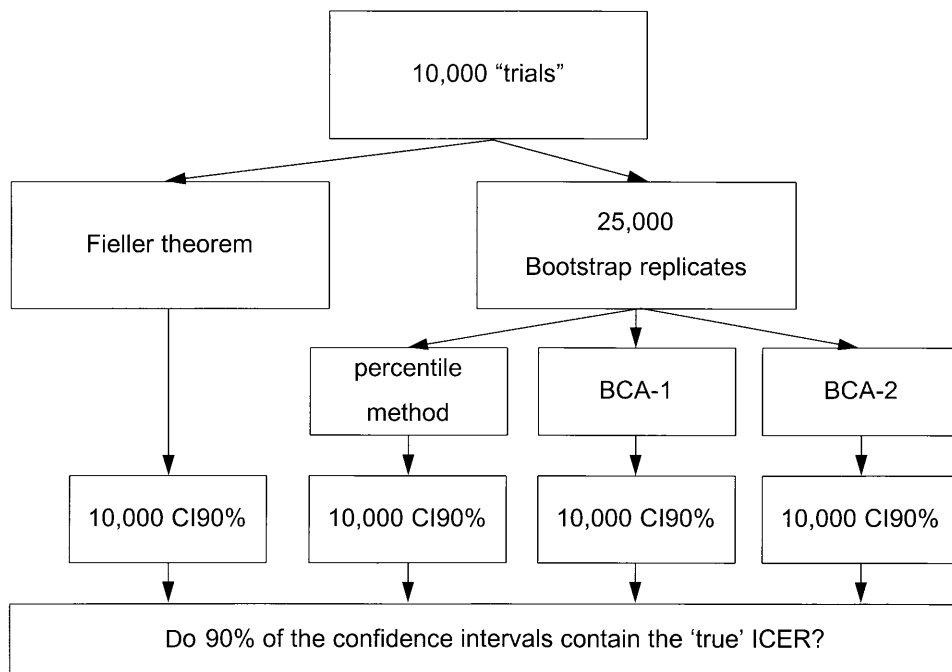 10,000 “trials”
Fieller theorem
25,000
Bootstrap replicates
percentile
method
BCA-1
BCA-2
10,000 CI90%
10,000 CI90%
10,000 CI90%
10,000 CI90%
Do 90% of the confidence intervals contain the ‘true’ ICER?